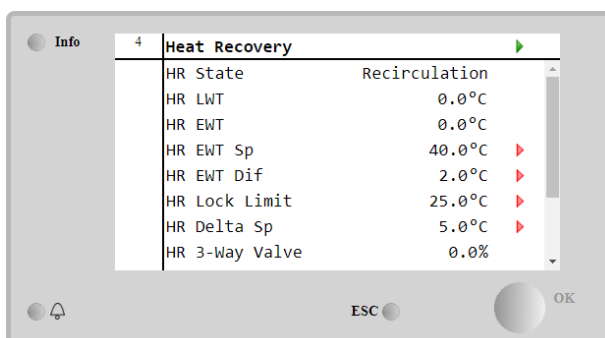 Info
4 Heat Recovery
HR State Recirculation
HR LWT 0.0°C
HR EWT 0.0°C
HR EWT Sp 40.0°C
HR EWT Dif 2.0°C
HR Lock Limit 25.0°C
HR Delta Sp 5.0°C
HR 3-Way Valve 0.0%
ESC
OK